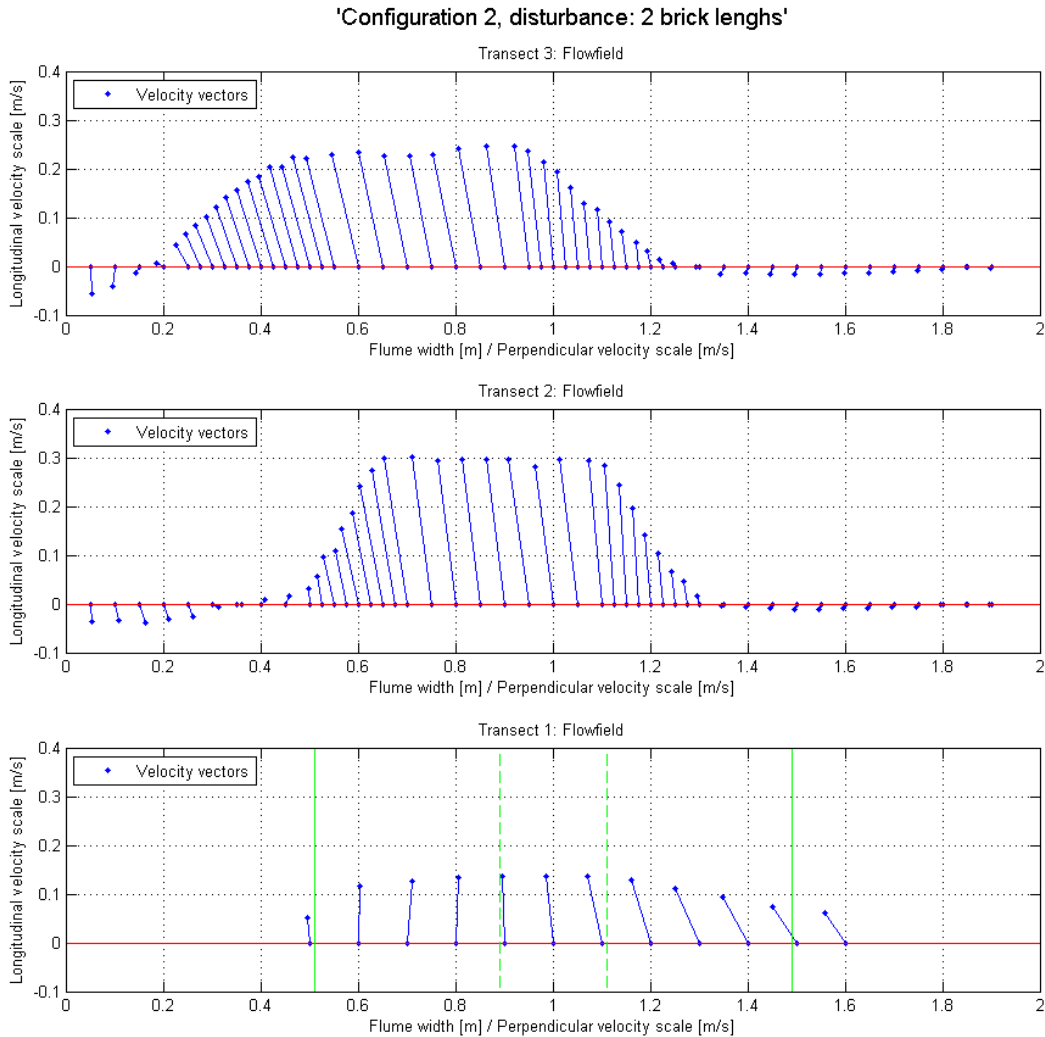 'Configuration 2, disturbance: 2 brick lenghs'
Transect 3: Flowfield
Longitudinal velocity scale [m/s]
0.4
0.3
0.2
0.1
0
-0.1
Velocity vectors
0 0.2 0.4 0.6 0.8 1 1.2 1.4 1.6 1.8 2
Flume width [m] / Perpendicular velocity scale [m/s]
Transect 2: Flowfield
Longitudinal velocity scale [m/s]
0.4
0.3
0.2
0.1
0
-0.1
Velocity vectors
0 0.2 0.4 0.6 0.8 1 1.2 1.4 1.6 1.8 2
Flume width [m] / Perpendicular velocity scale [m/s]
Transect 1: Flowfield
Longitudinal velocity scale [m/s]
0.4
0.3
0.2
0.1
0
-0.1
Velocity vectors
0 0.2 0.4 0.6 0.8 1 1.2 1.4 1.6 1.8 2
Flume width [m] / Perpendicular velocity scale [m/s]